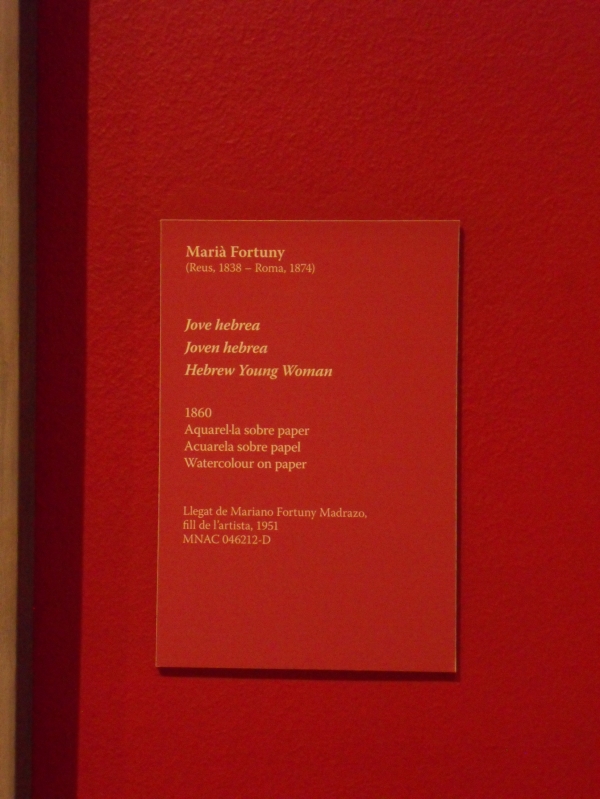 Marià Fortuny
(Reus, 1838 – Roma, 1874)
Jove hebrea
Joven hebrea
Hebrew Young Woman
1860
Aquarel·la sobre paper
Acuarela sobre papel
Watercolour on paper
Llegat de Mariano Fortuny Madrazo,
fill de l'artista, 1951
MNAC 046212-D